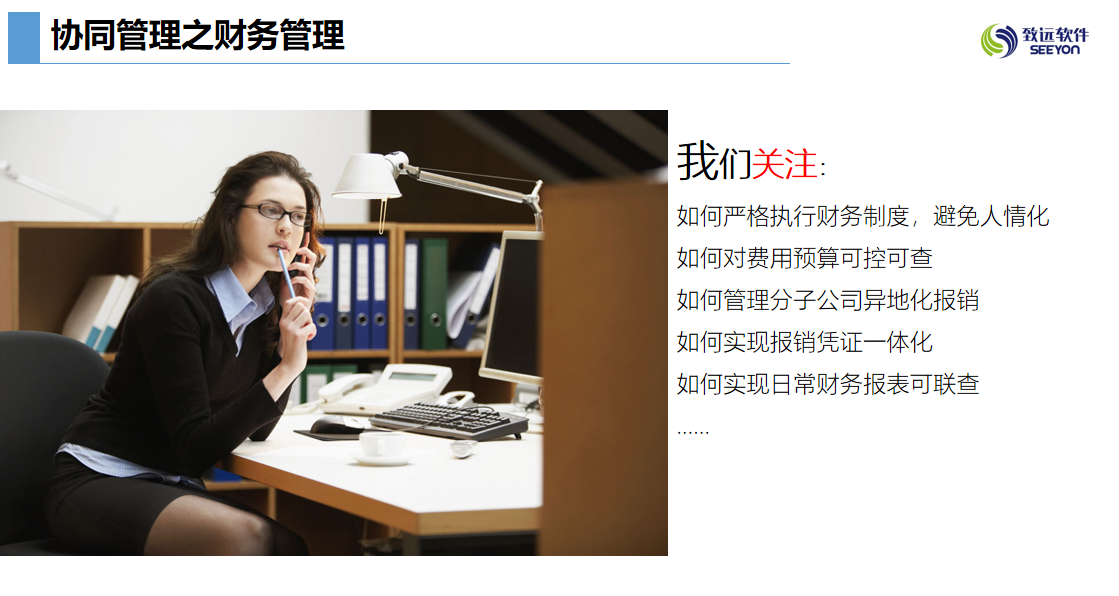 协同管理之财务管理
致远软件
SEEYON
我们关注：
如何严格执行财务制度，避免人情化
如何对费用预算可控可查
如何管理分子公司异地化报销
如何实现报销凭证一体化
如何实现日常财务报表可联查
......